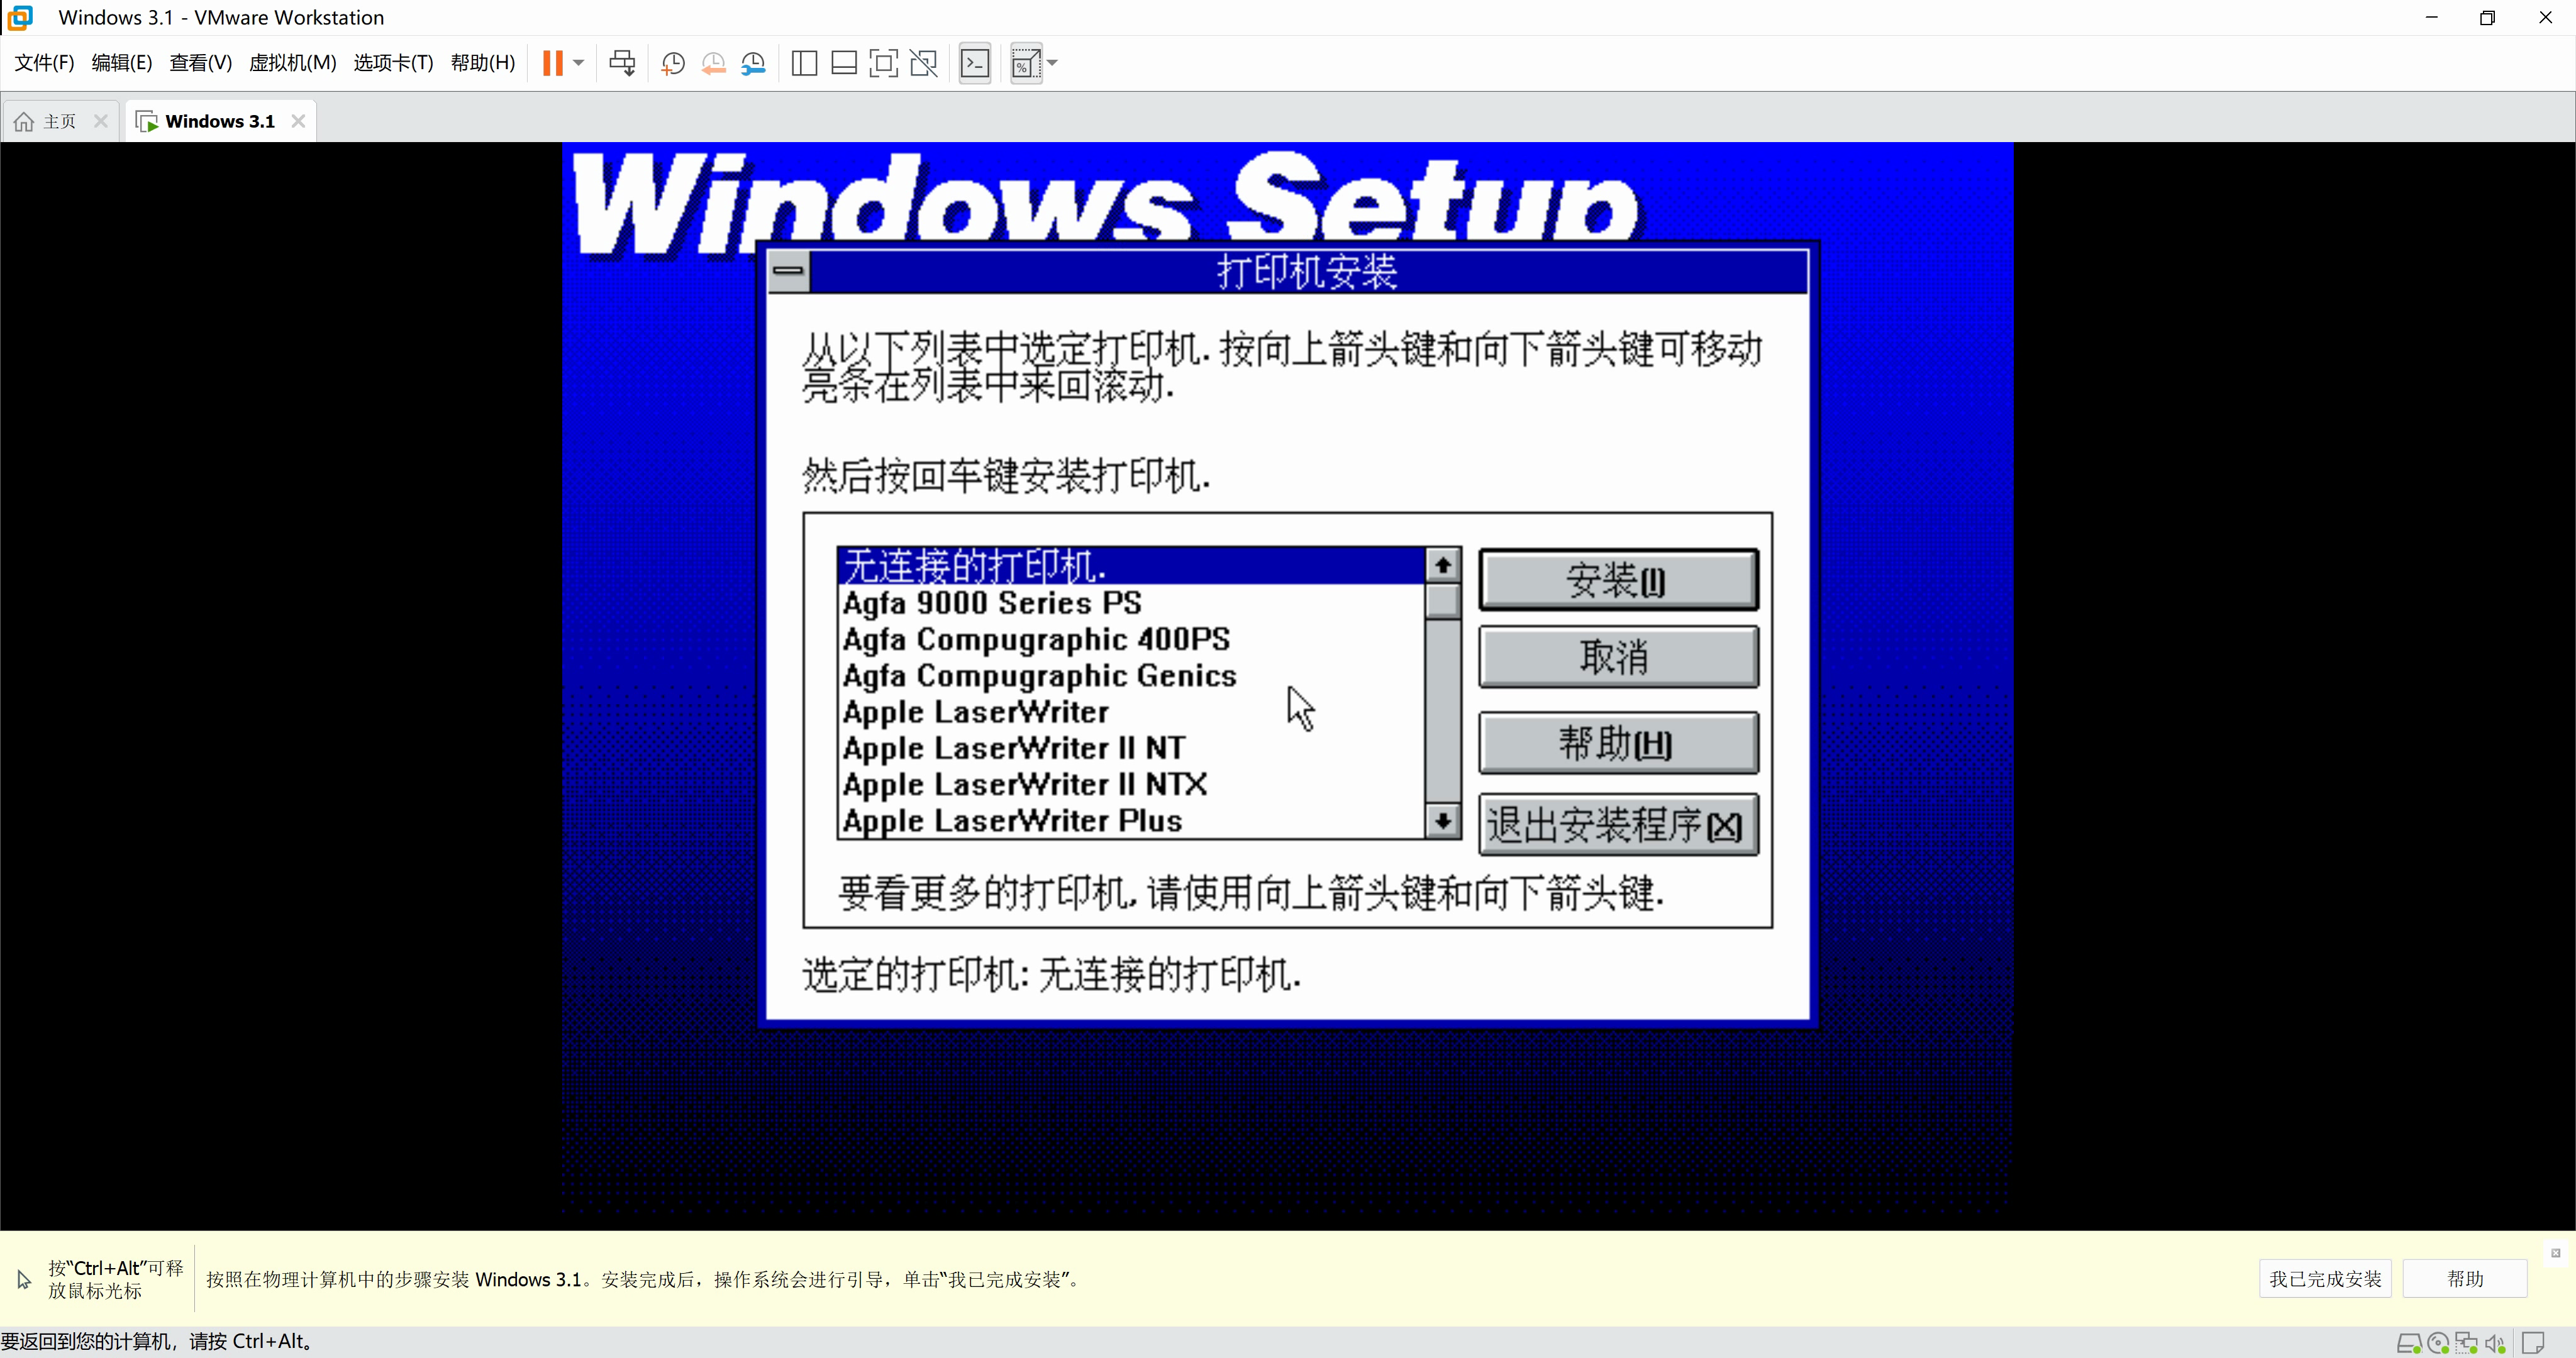 Windows 3.1 - VMware Workstation
文件(F) 编辑(E) 查看(V) 虚拟机(M) 选项卡(T) 帮助(H)
主页 Windows 3.1
Windows Setup
打印机安装
从以下列表中选定打印机.按向上箭头键和向下箭头键可移动
亮条在列表中来回滚动.
然后按回车键安装打印机.
无连接的打印机.
Agfa 9000 Series PS
Agfa Compugraphic 400PS
Agfa Compugraphic Genics
Apple LaserWriter
Apple LaserWriter II NT
Apple LaserWriter II NTX
Apple LaserWriter Plus
安装(I)
取消
帮助(H)
退出安装程序(X)
要看更多的打印机,请使用向上箭头键和向下箭头键.
选定的打印机:无连接的打印机.
按“Ctrl+Alt”可释
放鼠标光标
按照在物理计算机中的步骤安装 Windows 3.1。安装完成后，操作系统会进行引导，单击“我已完成安装”。
我已完成安装
帮助
要返回到您的计算机，请按 Ctrl+Alt。